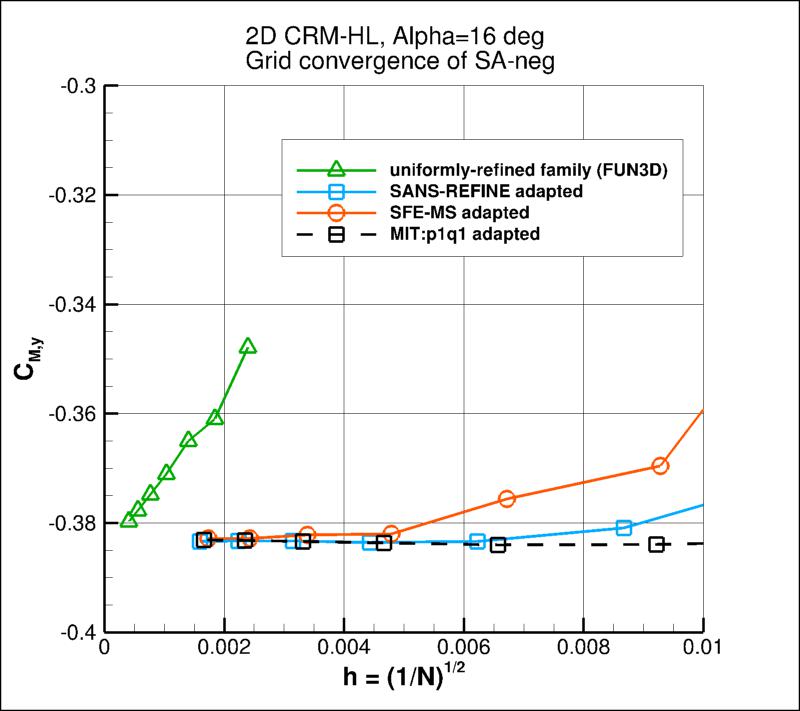 2D CRM-HL, Alpha=16 deg
Grid convergence of SA-neg
-0.3
uniformly-refined family (FUN3D)
SANS-REFINE adapted
SFE-MS adapted
MIT:p1q1 adapted
-0.32
-0.34
C_M,y
-0.36
-0.38
-0.4
0 0.002 0.004 0.006 0.008 0.01
h = (1/N)^1/2